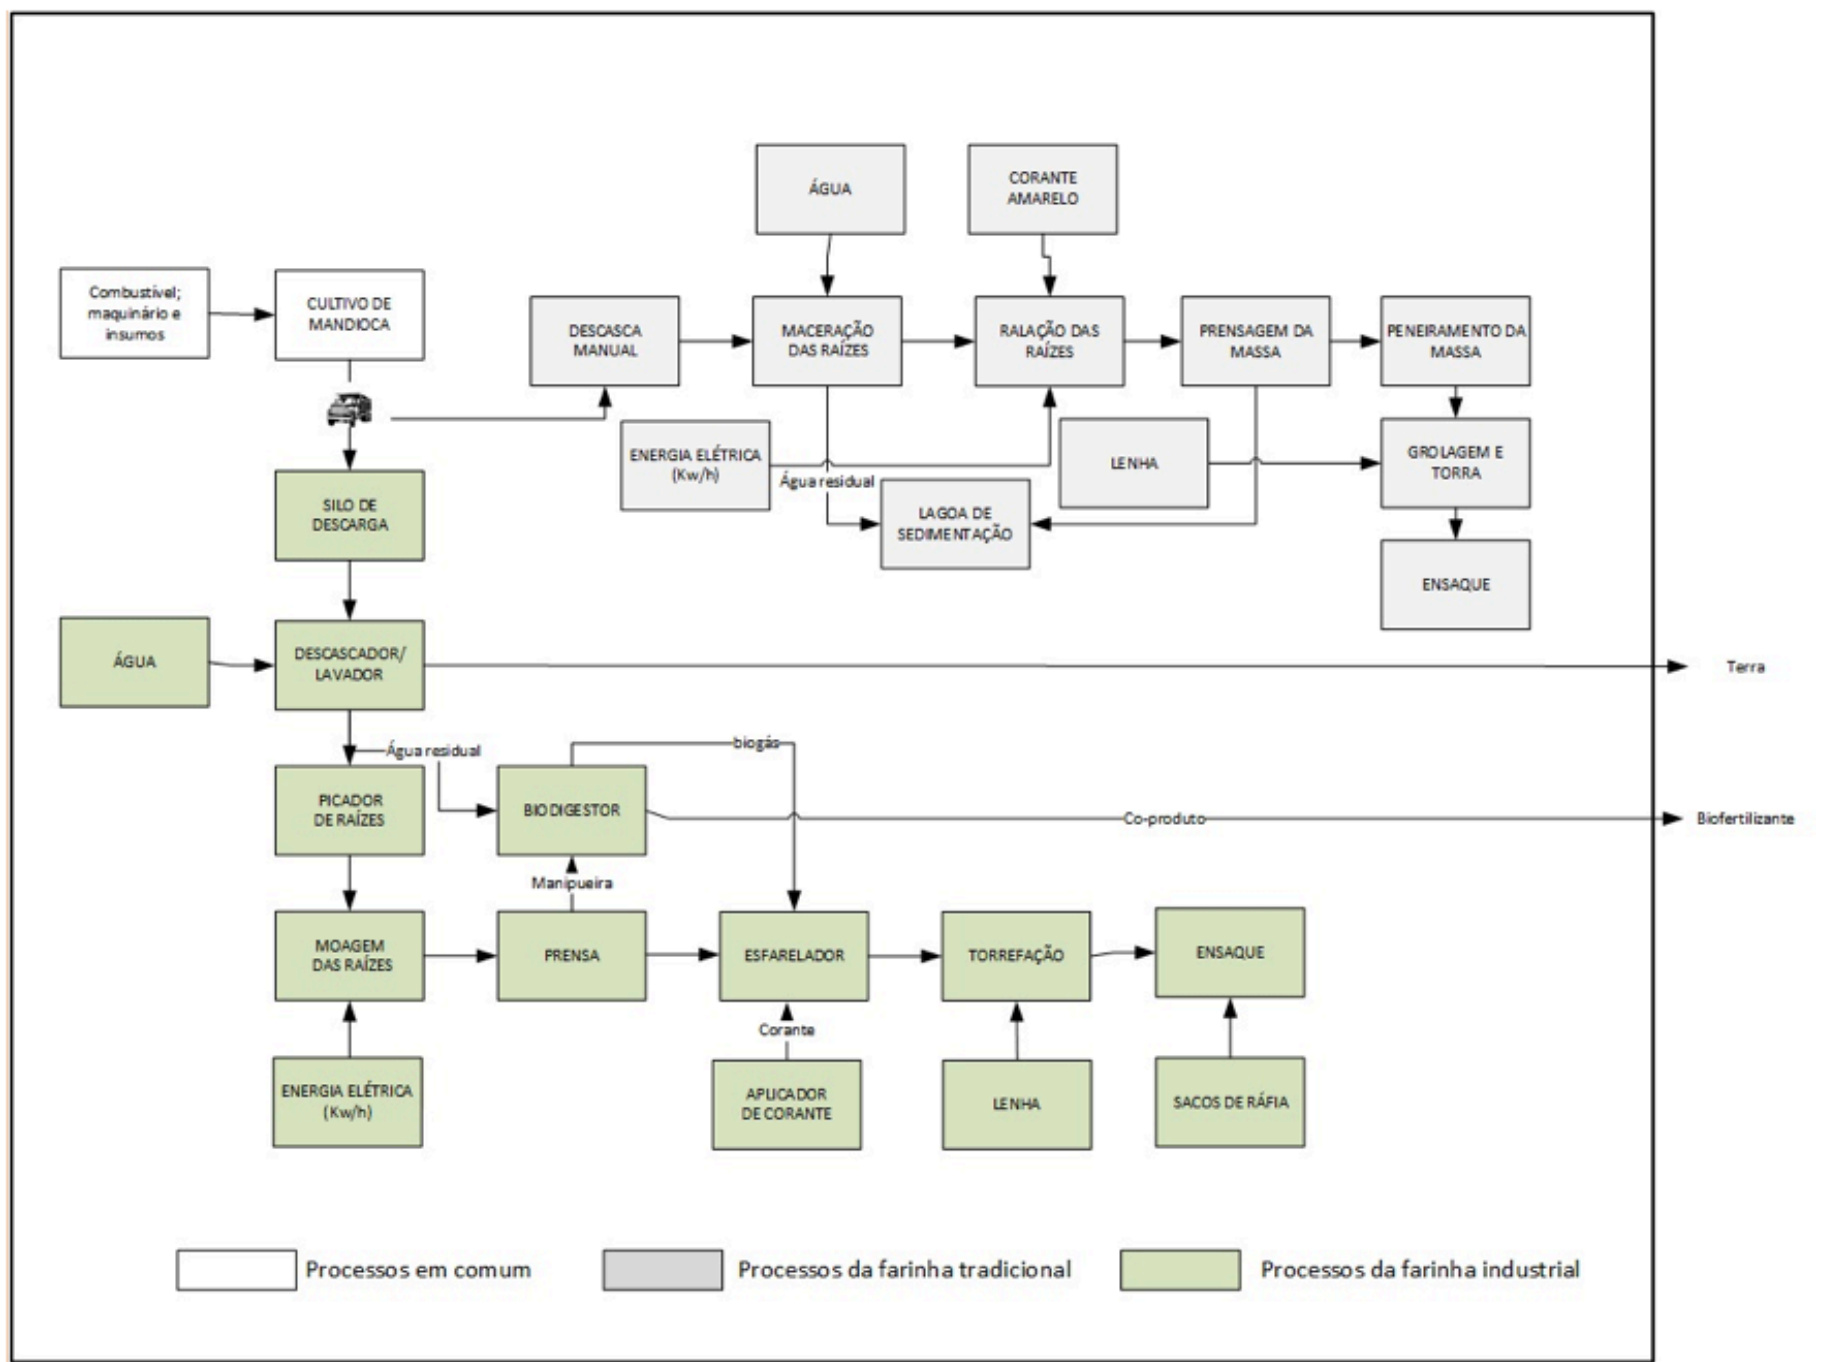 ÁGUA
CORANTE
AMARELO
Combustível;
maquinário e
insumos
CULTIVO DE
MANDIOCA
DESCASCA
MANUAL
MACERAÇÃO
DAS RAÍZES
RALAÇÃO DAS
RAÍZES
PRENSAGEM DA
MASSA
PENEIRAMENTO DA
MASSA
ENERGIA ELÉTRICA
(Kw/h)
Água residual
LENHA
GROLAGEM E
TORRA
LAGOA DE
SEDIMENTAÇÃO
ENSAQUE
SILO DE
DESCARGA
ÁGUA
DESCASCADOR/
LAVADOR
Terra
Água residual
biogás
PICADOR
DE RAÍZES
BIODIGESTOR
Co-produto
Biofertilizante
Manipueira
MOAGEM
DAS RAÍZES
PRENSA
ESFARELADOR
TORREFAÇÃO
ENSAQUE
Corante
ENERGIA ELÉTRICA
(Kw/h)
APLICADOR
DE CORANTE
LENHA
SACOS DE RÁFIA
Processos em comum
Processos da farinha tradicional
Processos da farinha industrial